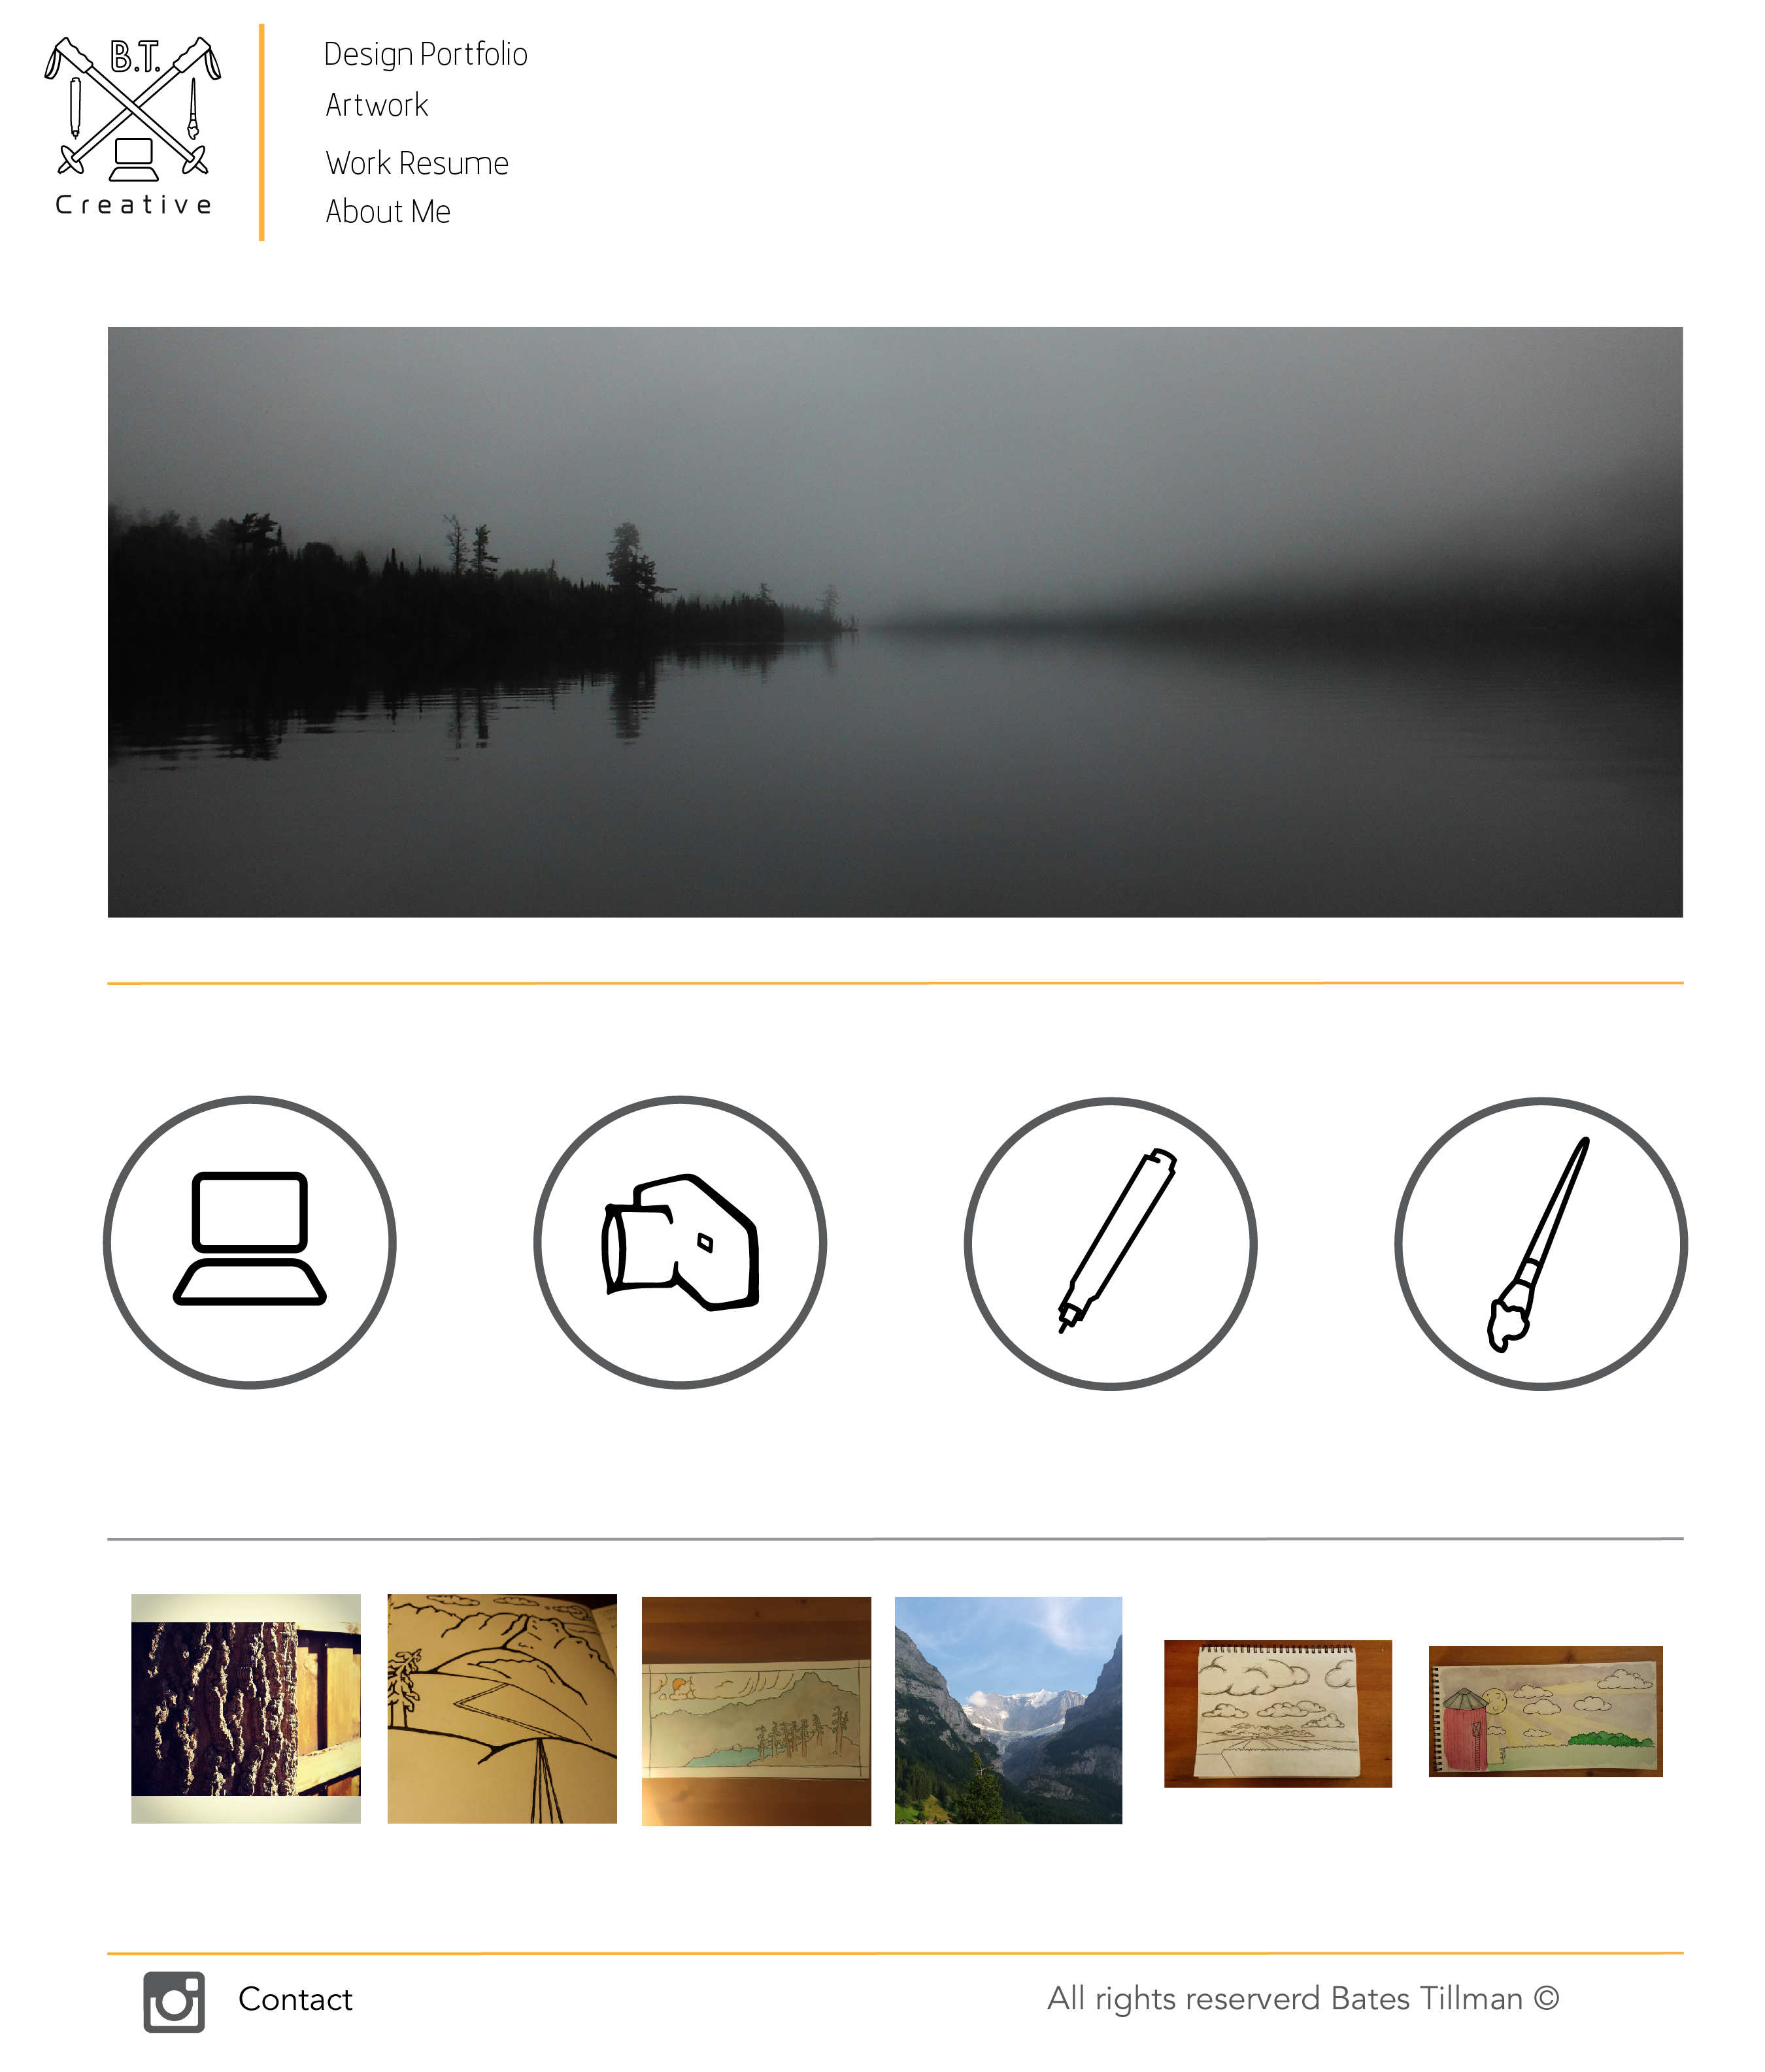 B.T.
Creative
Design Portfolio
Artwork
Work Resume
About Me
Contact
All rights reserverd Bates Tillman ©